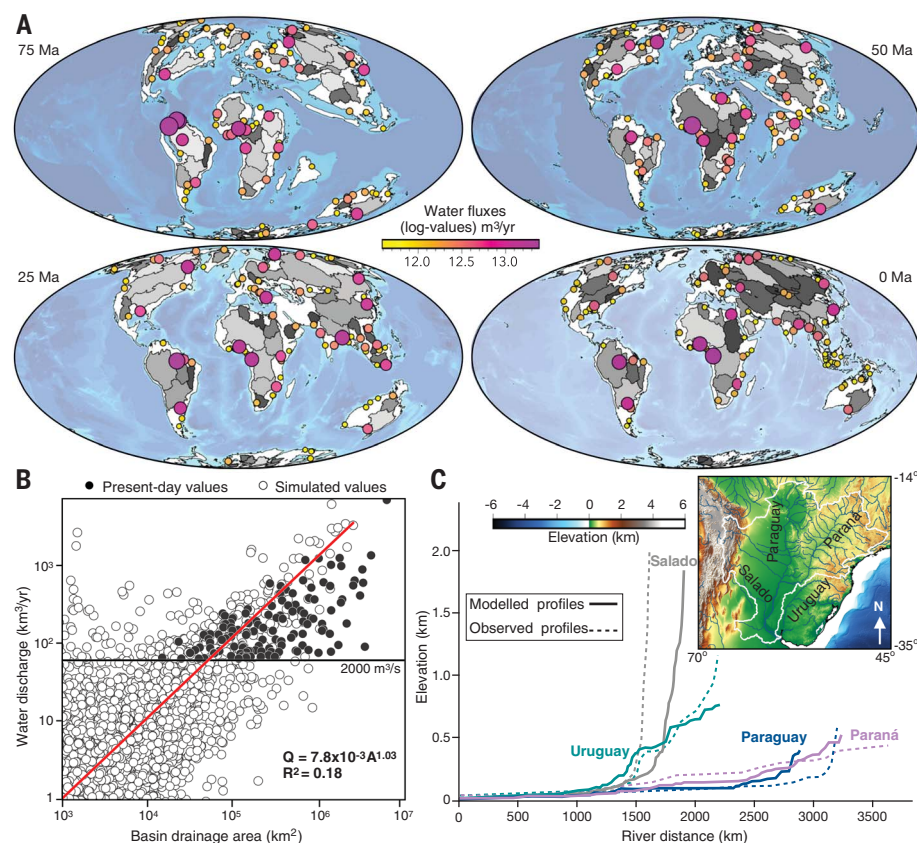 A
75 Ma
50 Ma
Water fluxes
(log-values) m³/yr
12.0 12.5 13.0
25 Ma
0 Ma
B
● Present-day values ○ Simulated values
Water discharge (km³/yr)
10³
10²
10
1
2000 m³/s
Q = 7.8x10⁻³A¹·⁰³
R² = 0.18
10³ 10⁴ 10⁵ 10⁶ 10⁷
Basin drainage area (km²)
C
-6 -4 -2 0 2 4 6
Elevation (km)
Salado
Modelled profiles
Observed profiles
Elevation (km)
2.0
1.0
0.5
0
Uruguay
Paraguay
Paraná
0 500 1000 1500 2000 2500 3000 3500
River distance (km)
-14°
Paraguay
Paraná
Salado
Uruguay
N
70°
45°
-35°